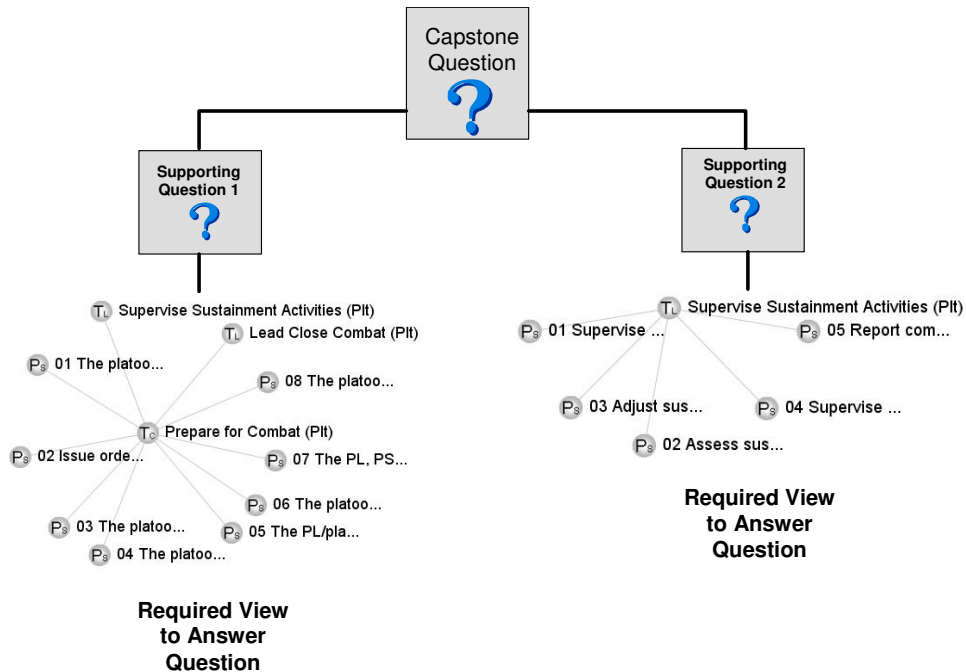 Capstone
Question
Supporting
Question 1
Supporting
Question 2
TL Supervise Sustainment Activities (Plt)
TL Lead Close Combat (Plt)
Ps 01 The platoo...
Ps 08 The platoo...
Tc Prepare for Combat (Plt)
Ps 02 Issue orde...
Ps 07 The PL, PS...
Ps 06 The platoo...
Ps 03 The platoo...
Ps 05 The PL/pla...
Ps 04 The platoo...
Required View
to Answer
Question
TL Supervise Sustainment Activities (Plt)
Ps 01 Supervise ...
Ps 05 Report com...
Ps 03 Adjust sus...
Ps 04 Supervise ...
Ps 02 Assess sus...
Required View
to Answer
Question